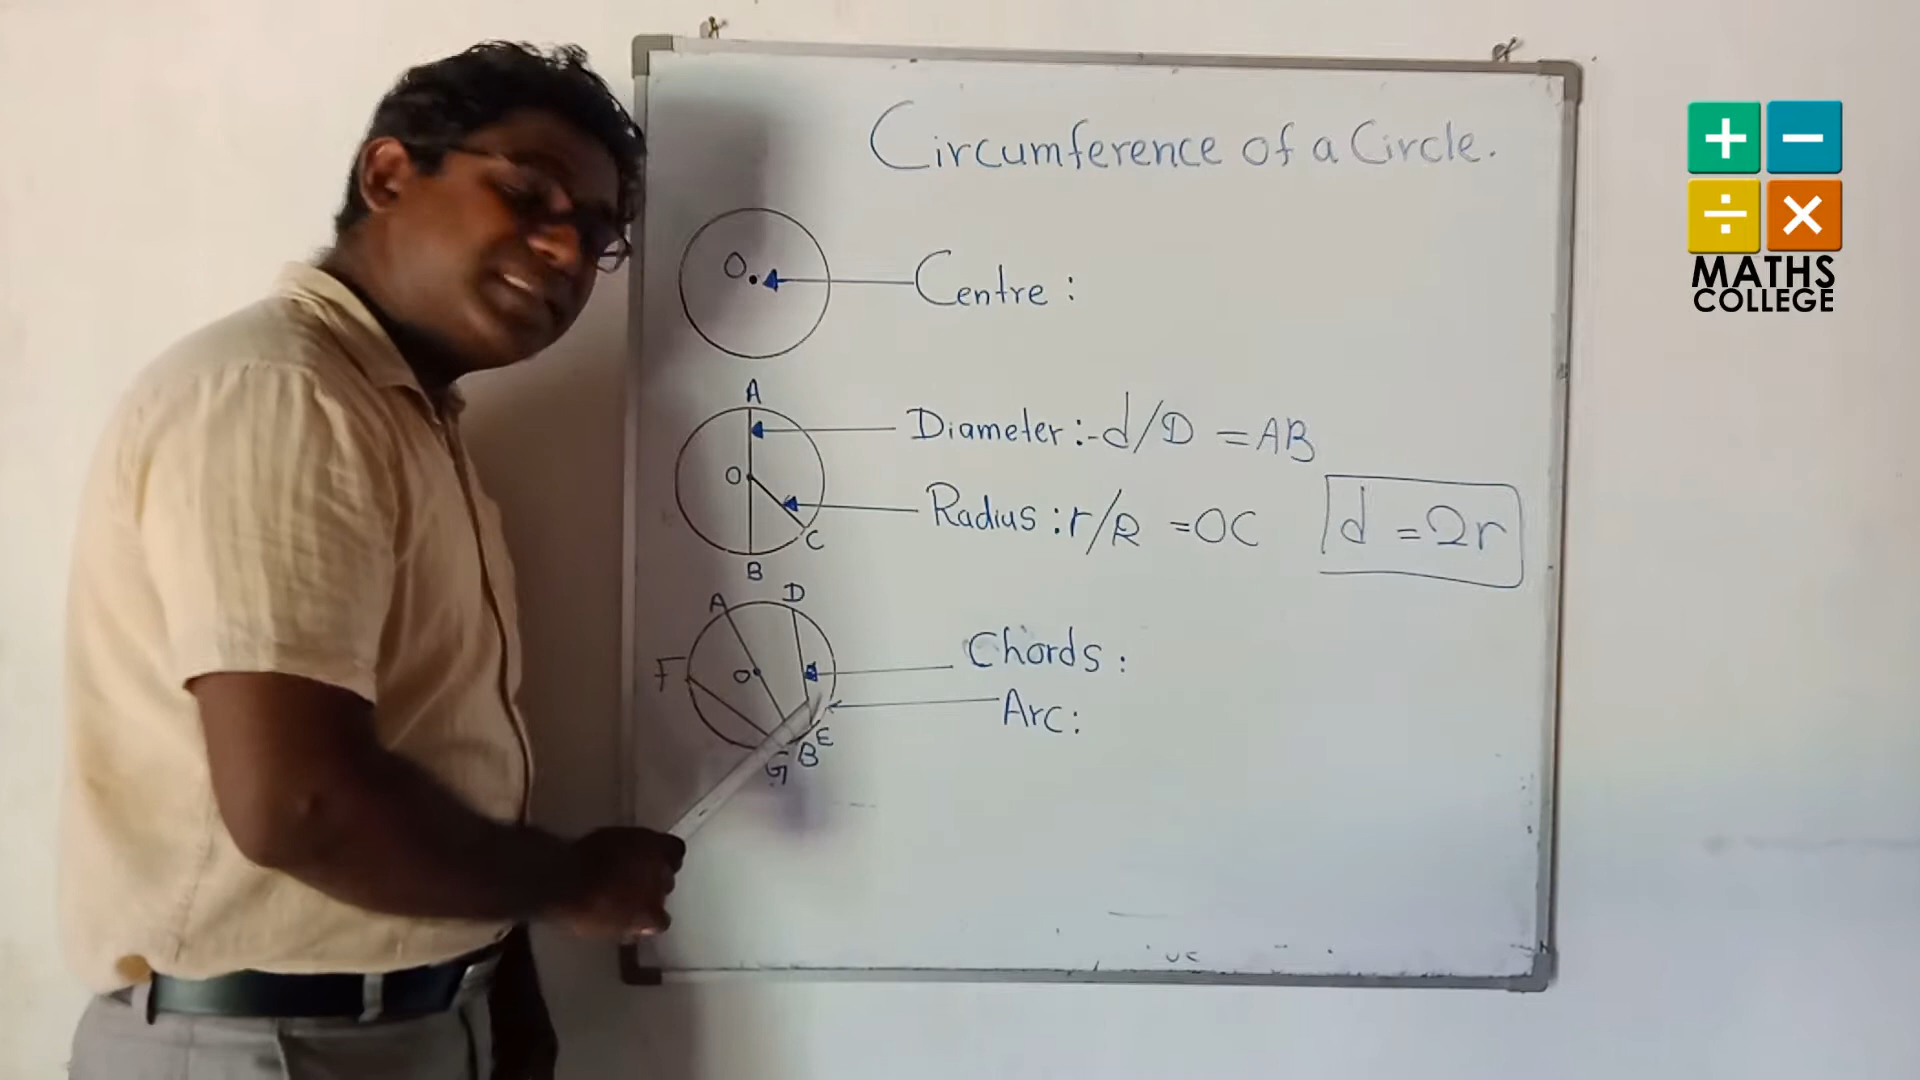 Circumference of a Circle.
O
Centre :
A
Diameter :- d/D = AB
O
Radius : r/R = OC
d = 2r
C
B
A D
F O
Chords :
Arc :
E
B
G
+ −
÷ ×
MATHS
COLLEGE